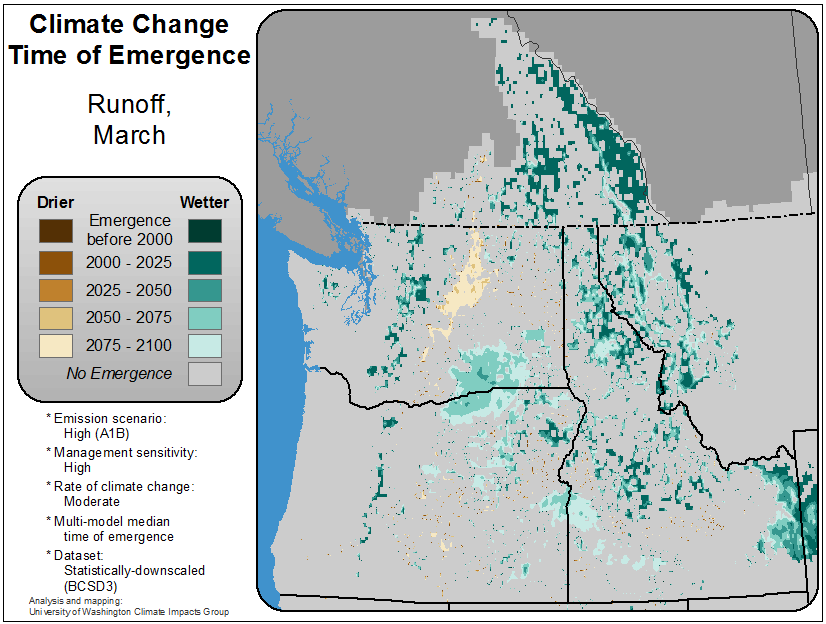 Climate Change
Time of Emergence
Runoff,
March
Drier
Wetter
Emergence
before 2000
2000 - 2025
2025 - 2050
2050 - 2075
2075 - 2100
No Emergence
* Emission scenario:
High (A1B)
* Management sensitivity:
High
* Rate of climate change:
Moderate
* Multi-model median
time of emergence
* Dataset:
Statistically-downscaled
(BCSD3)
Analysis and mapping:
University of Washington Climate Impacts Group